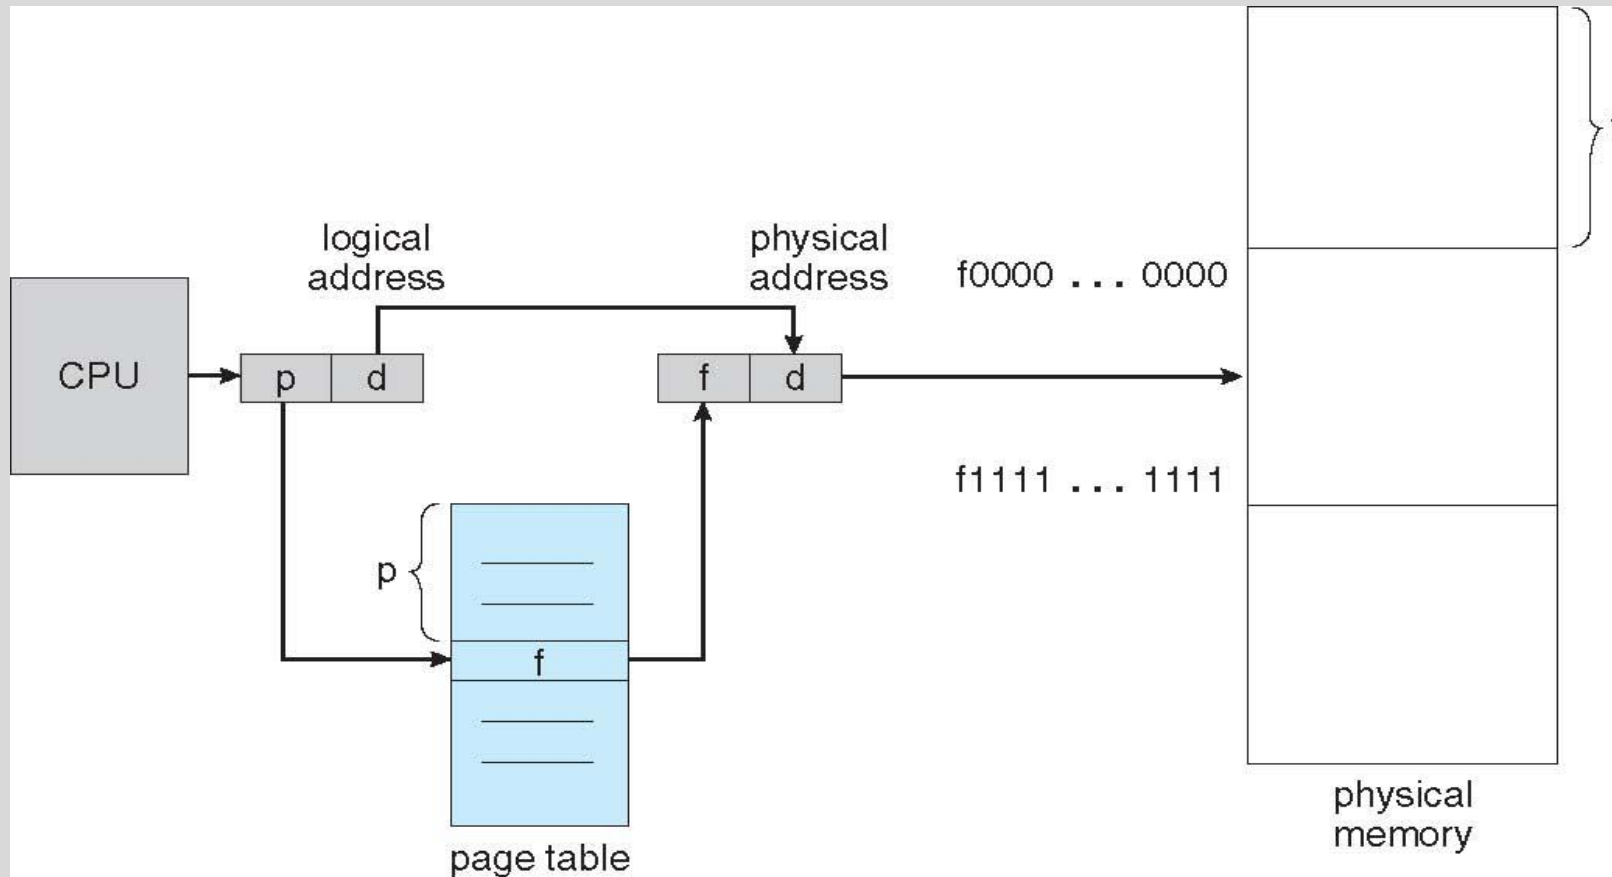 logical
address
physical
address
f0000 ... 0000
CPU
p
d
f
d
f1111 ... 1111
p
f
page table
physical
memory